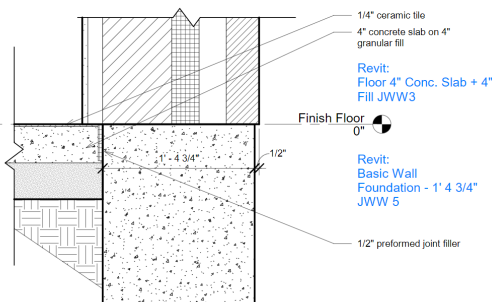 1/4" ceramic tile
4" concrete slab on 4"
granular fill
Revit:
Floor 4" Conc. Slab + 4"
Fill JWW3
Finish Floor
0"
1' - 4 3/4"
1/2"
Revit:
Basic Wall
Foundation - 1' 4 3/4"
JWW 5
1/2" preformed joint filler